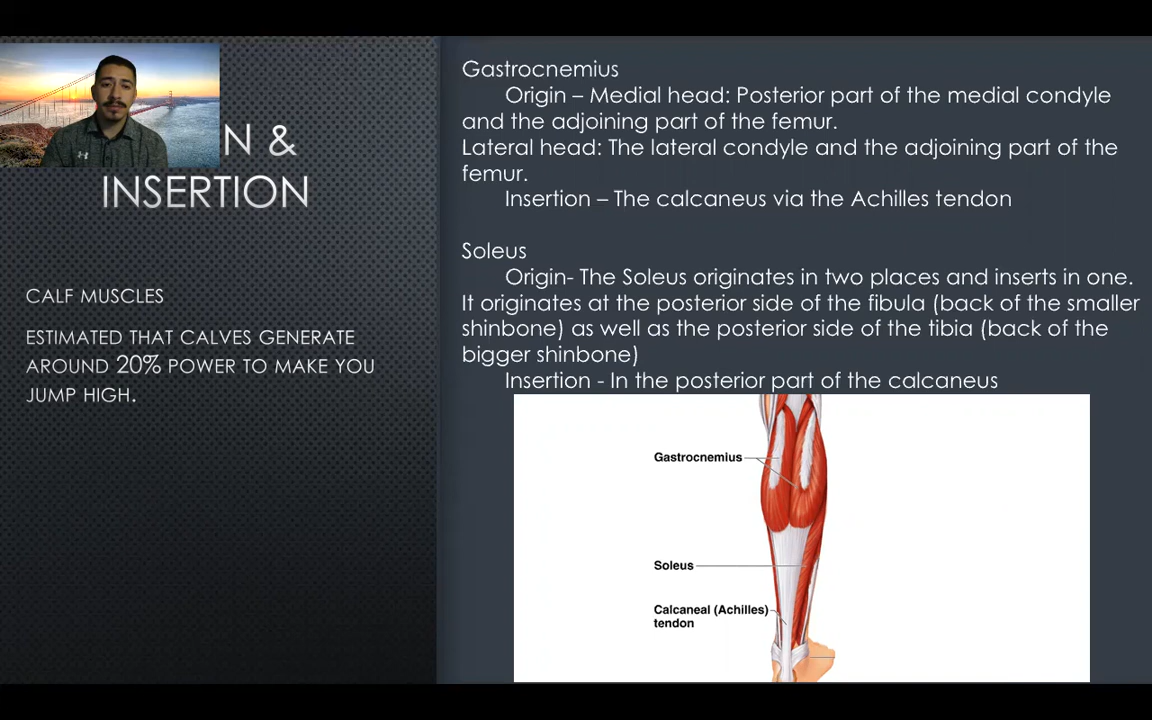 N &
INSERTION
CALF MUSCLES
ESTIMATED THAT CALVES GENERATE
AROUND 20% POWER TO MAKE YOU
JUMP HIGH.
Gastrocnemius
Origin – Medial head: Posterior part of the medial condyle
and the adjoining part of the femur.
Lateral head: The lateral condyle and the adjoining part of the
femur.
Insertion – The calcaneus via the Achilles tendon
Soleus
Origin- The Soleus originates in two places and inserts in one.
It originates at the posterior side of the fibula (back of the smaller
shinbone) as well as the posterior side of the tibia (back of the
bigger shinbone)
Insertion - In the posterior part of the calcaneus
Gastrocnemius
Soleus
Calcaneal (Achilles)
tendon